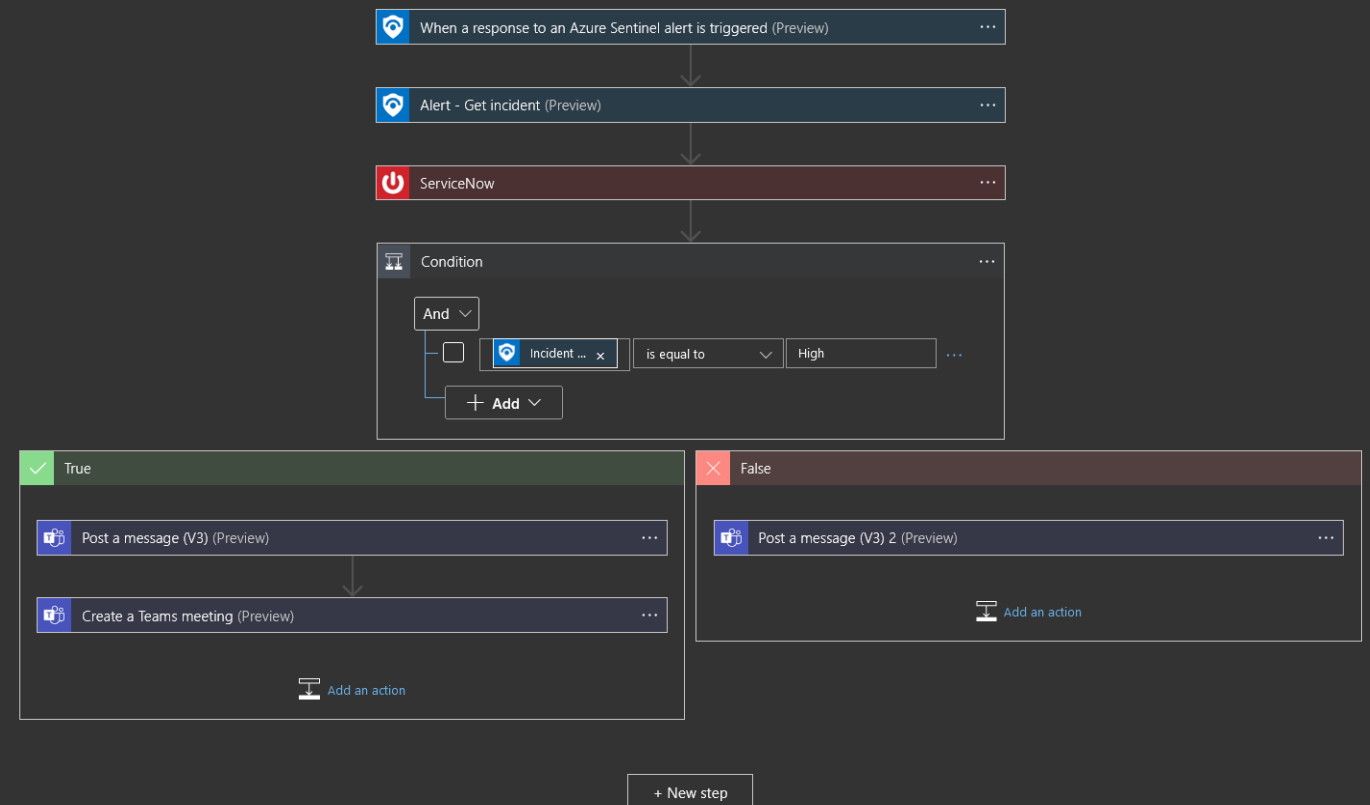 When a response to an Azure Sentinel alert is triggered (Preview)
Alert - Get incident (Preview)
ServiceNow
Condition
And
Incident ... x is equal to High ...
+ Add
True
Post a message (V3) (Preview)
Create a Teams meeting (Preview)
Add an action
False
Post a message (V3) 2 (Preview)
Add an action
+ New step